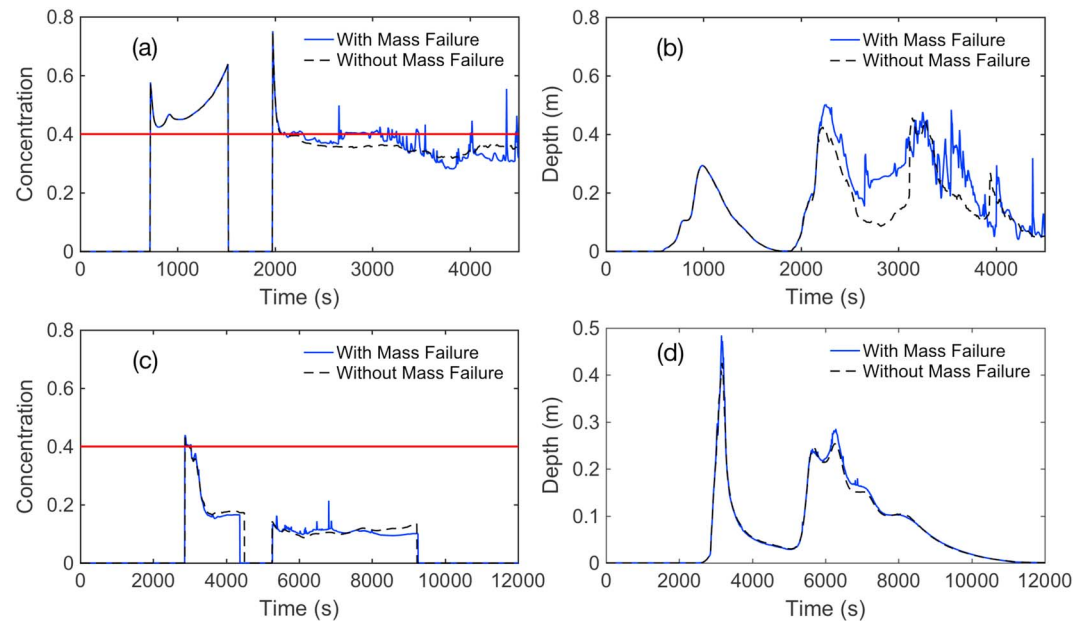 (a)
With Mass Failure
Without Mass Failure
Concentration
0.8
0.6
0.4
0.2
0
0 1000 2000 3000 4000
Time (s)
(b)
With Mass Failure
Without Mass Failure
Depth (m)
0.8
0.6
0.4
0.2
0
0 1000 2000 3000 4000
Time (s)
(c)
With Mass Failure
Without Mass Failure
Concentration
0.8
0.6
0.4
0.2
0
0 2000 4000 6000 8000 10000 12000
Time (s)
(d)
With Mass Failure
Without Mass Failure
Depth (m)
0.5
0.4
0.3
0.2
0.1
0
0 2000 4000 6000 8000 10000 12000
Time (s)